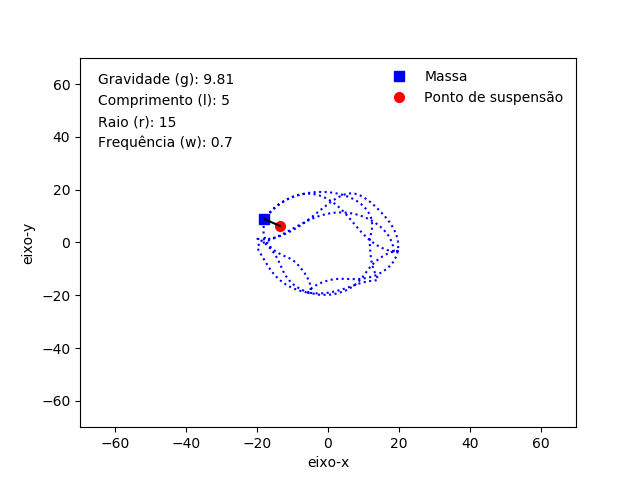 Gravidade (g): 9.81
Comprimento (l): 5
Raio (r): 15
Frequência (w): 0.7
Massa
Ponto de suspensão
60
40
20
0
−20
−40
−60
eixo-y
−60
−40
−20
0
20
40
60
eixo-x